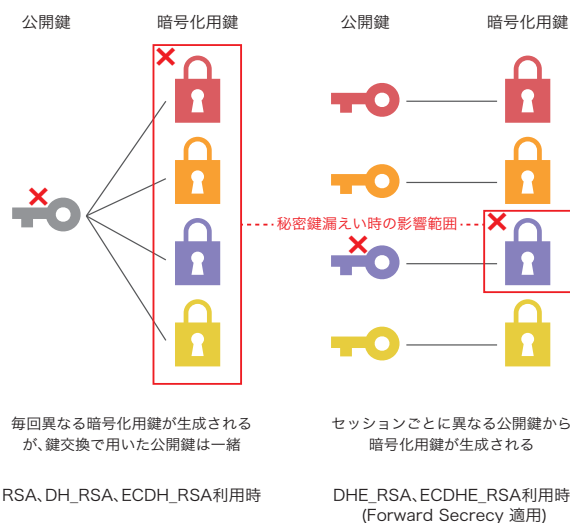 公開鍵
暗号化用鍵
公開鍵
暗号化用鍵
秘密鍵漏えい時の影響範囲
毎回異なる暗号化用鍵が生成される
が、鍵交換で用いた公開鍵は一緒
セッションごとに異なる公開鍵から
暗号化用鍵が生成される
RSA、DH_RSA、ECDH_RSA利用時
DHE_RSA、ECDHE_RSA利用時
(Forward Secrecy 適用)